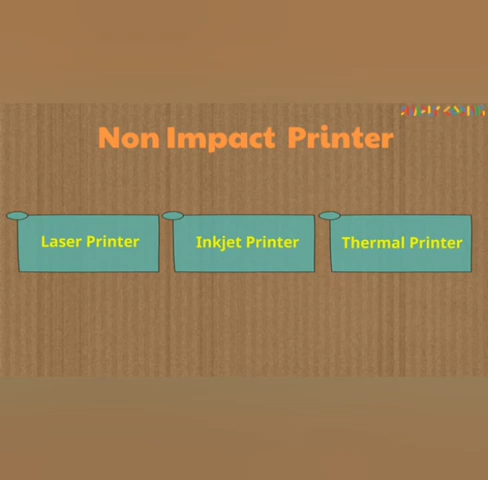 Non Impact Printer
Laser Printer
Inkjet Printer
Thermal Printer